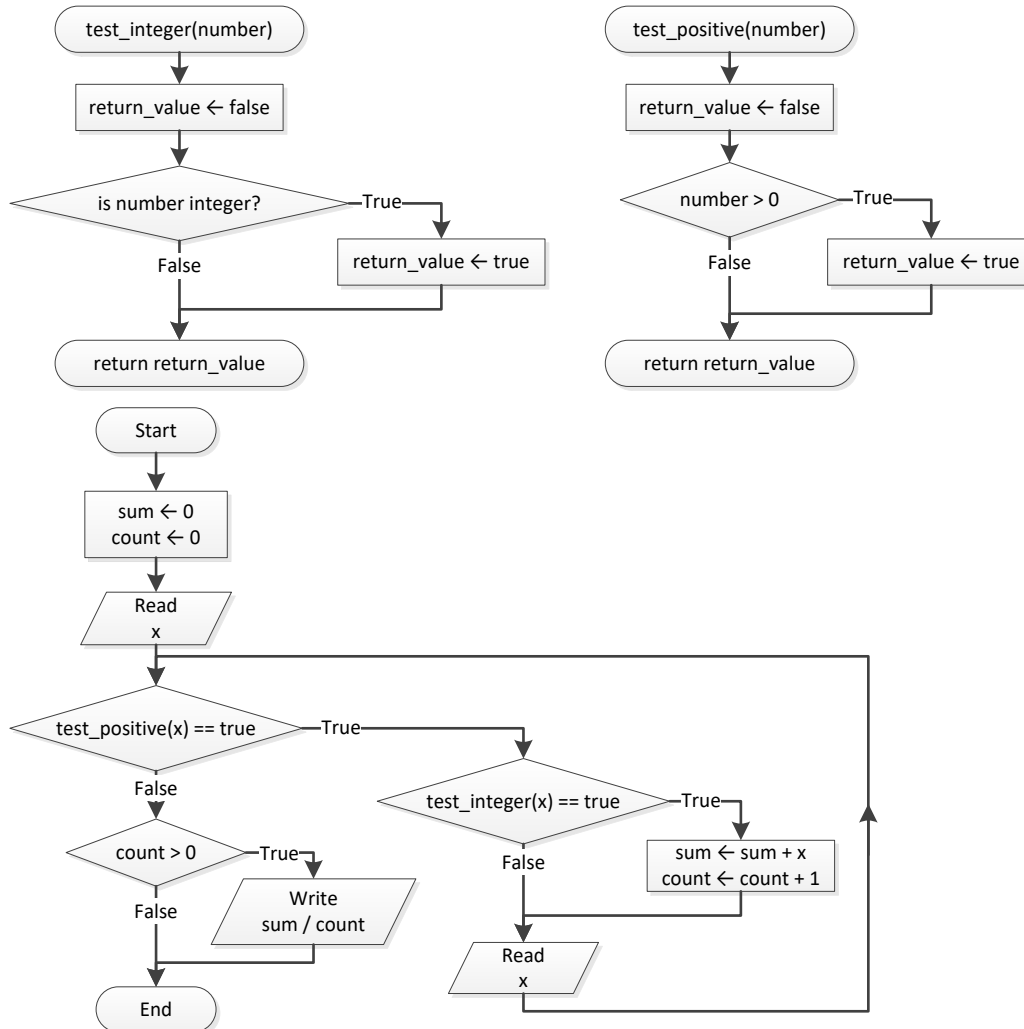 test_integer(number)
return_value ← false
is number integer?
True
False
return_value ← true
return return_value
test_positive(number)
return_value ← false
number > 0
True
False
return_value ← true
return return_value
Start
sum ← 0
count ← 0
Read
x
test_positive(x) == true
True
False
test_integer(x) == true
True
False
sum ← sum + x
count ← count + 1
Read
x
count > 0
True
False
Write
sum / count
End